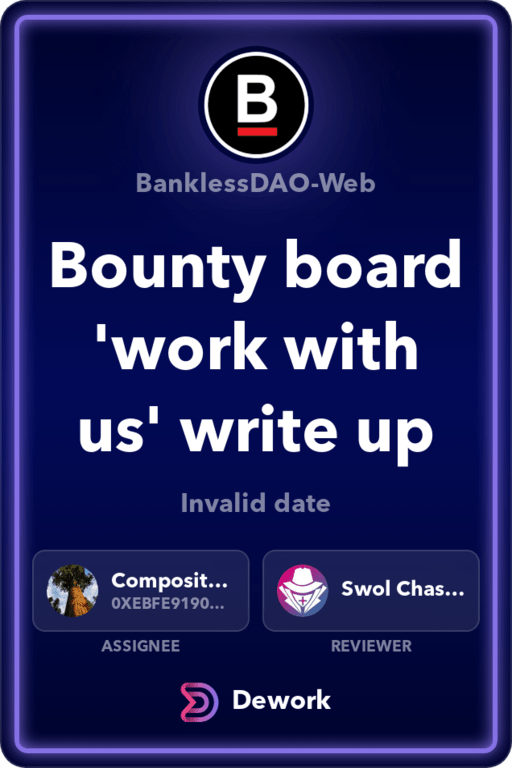 B
BanklessDAO-Web
Bounty board
'work with
us' write up
Invalid date
Composit...
0XEBFE9190...
Swol Chas...
ASSIGNEE
REVIEWER
Dework